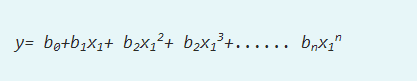 y= b₀+b₁x₁+ b₂x₁²+ b₂x₁³+...... bₙx₁ⁿ